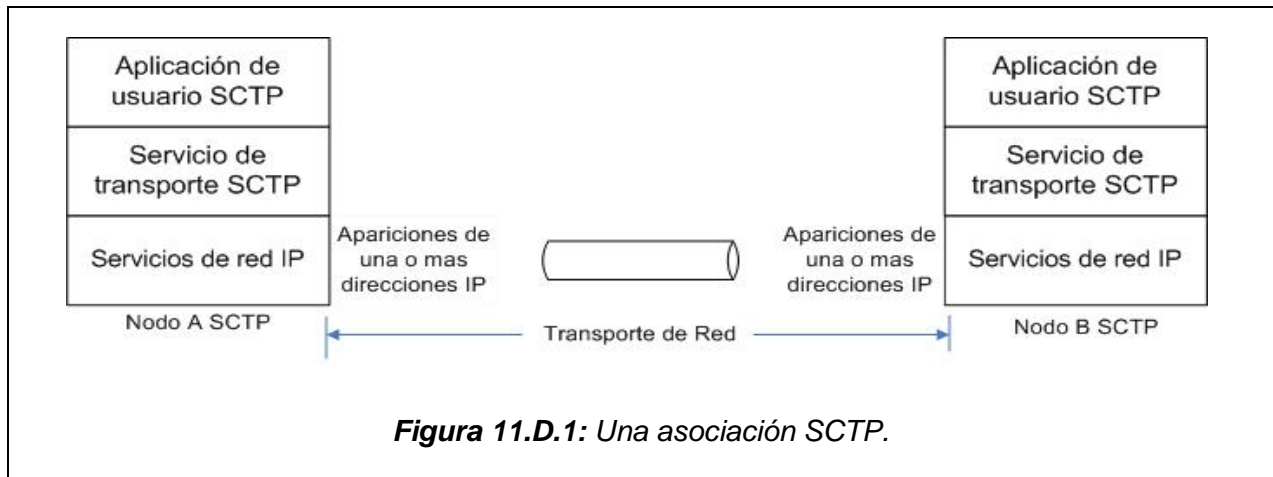 Aplicación de
usuario SCTP
Servicio de
transporte SCTP
Servicios de red IP
Nodo A SCTP
Apariciones de
una o mas
direcciones IP
Transporte de Red
Apariciones de
una o mas
direcciones IP
Aplicación de
usuario SCTP
Servicio de
transporte SCTP
Servicios de red IP
Nodo B SCTP
Figura 11.D.1: Una asociación SCTP.